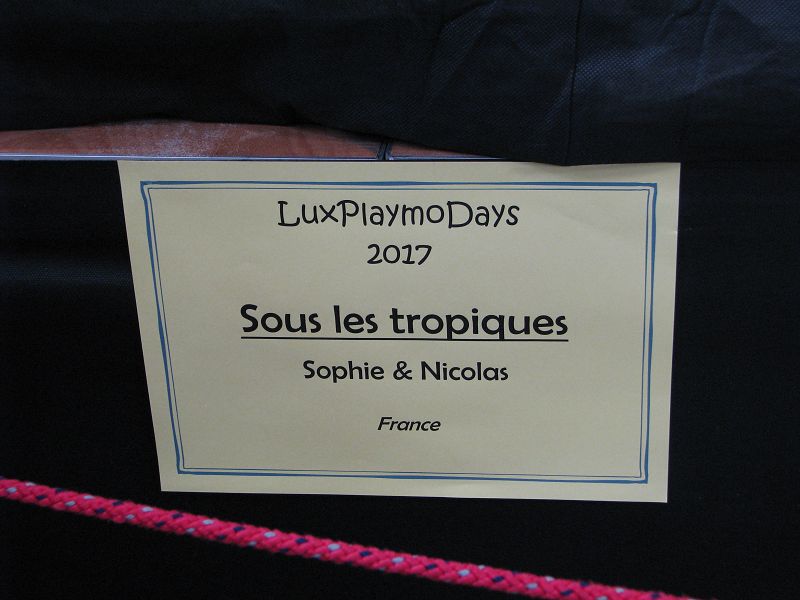 LuxPlaymoDays
2017
Sous les tropiques
Sophie & Nicolas
France